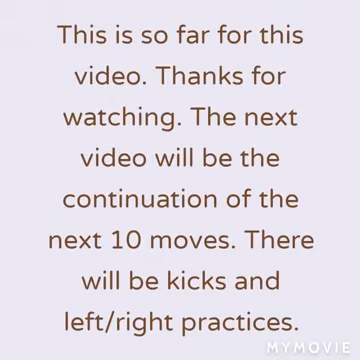 This is so far for this
video. Thanks for
watching. The next
video will be the
continuation of the
next 10 moves. There
will be kicks and
left/right practices.
MYMOVIE